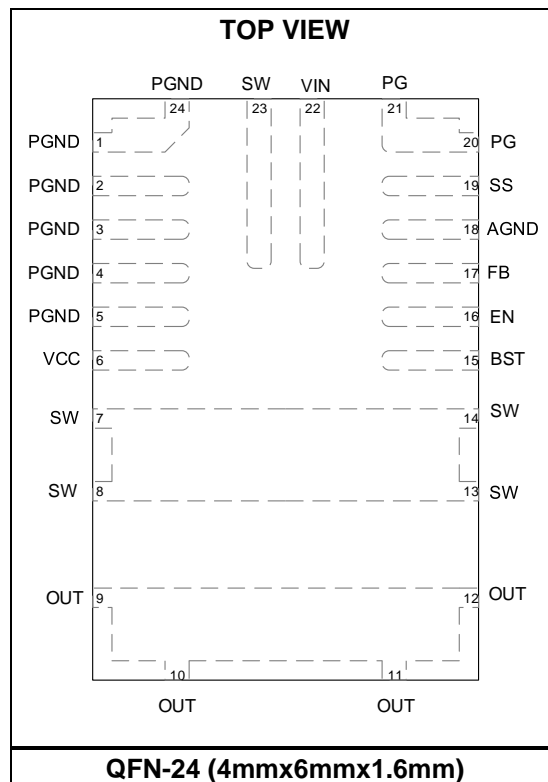 TOP VIEW
PGND SW VIN PG
24 23 22 21
PGND 1 20 PG
PGND 2 19 SS
PGND 3 18 AGND
PGND 4 17 FB
PGND 5 16 EN
VCC 6 15 BST
SW 7 14 SW
SW 8 13 SW
OUT 9 12 OUT
10 11
OUT OUT
QFN-24 (4mmx6mmx1.6mm)